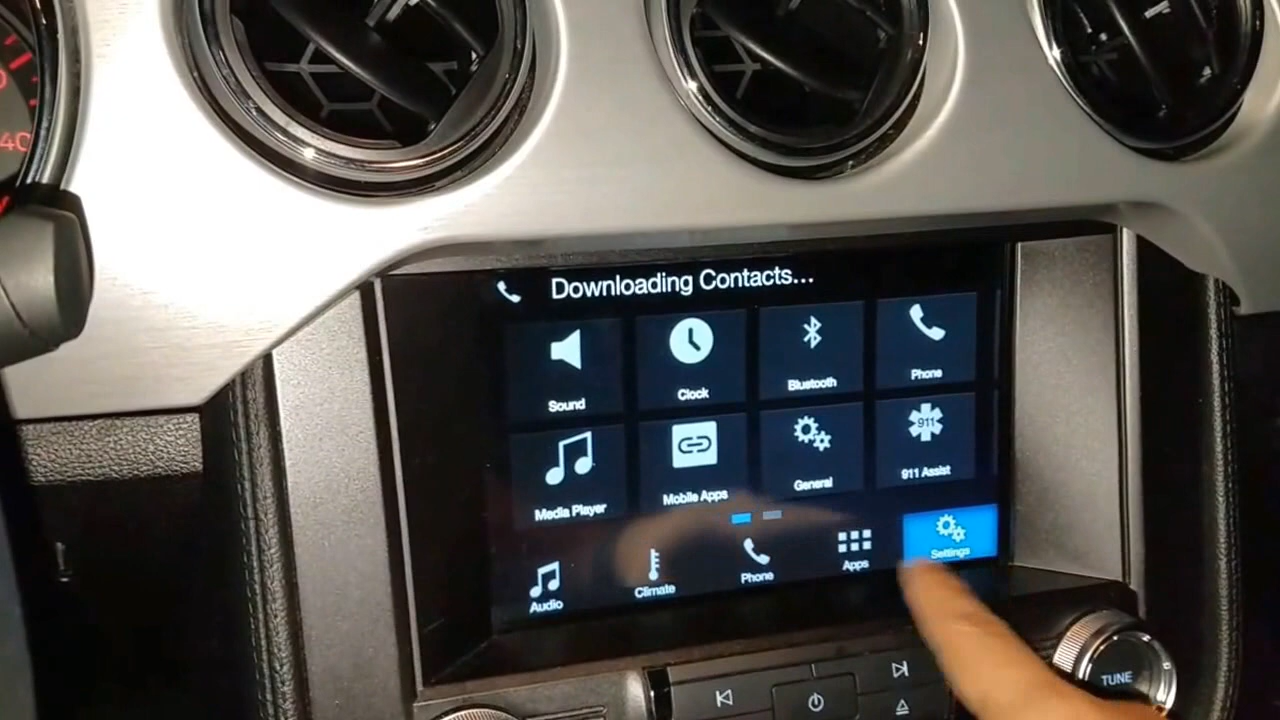 40
Downloading Contacts...
Sound
Clock
Bluetooth
Phone
Media Player
Mobile Apps
General
911
911 Assist
Audio
Climate
Phone
Apps
Settings
TUNE